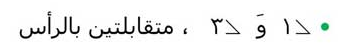 • ∠١ وَ ∠٣ ، متقابلتين بالرأس